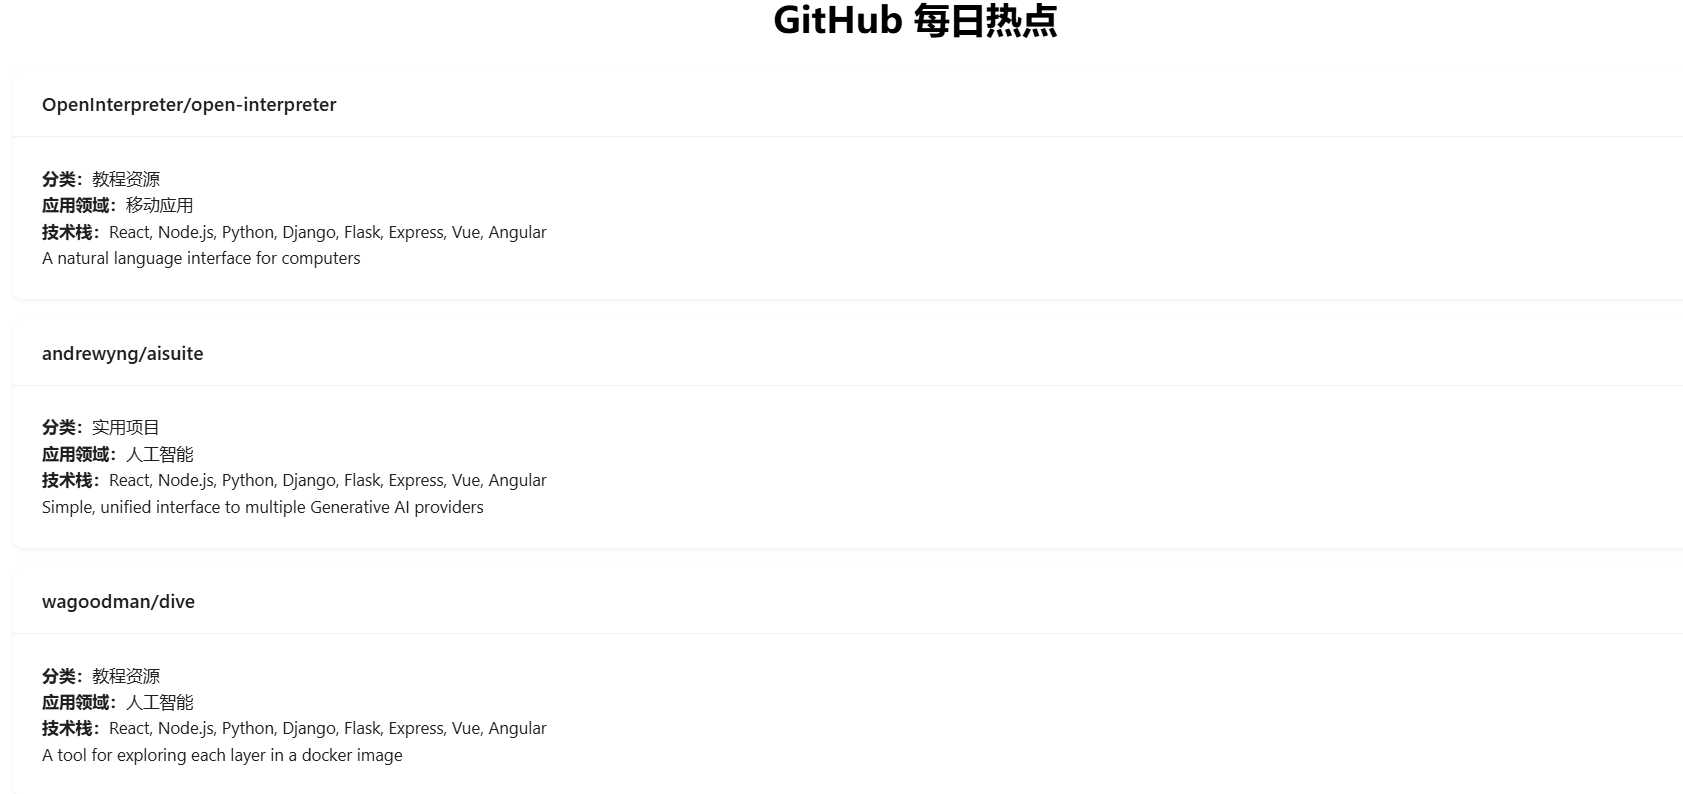 GitHub 每日热点
OpenInterpreter/open-interpreter
分类：教程资源
应用领域：移动应用
技术栈：React, Node.js, Python, Django, Flask, Express, Vue, Angular
A natural language interface for computers
andrewyng/aisuite
分类：实用项目
应用领域：人工智能
技术栈：React, Node.js, Python, Django, Flask, Express, Vue, Angular
Simple, unified interface to multiple Generative AI providers
wagoodman/dive
分类：教程资源
应用领域：人工智能
技术栈：React, Node.js, Python, Django, Flask, Express, Vue, Angular
A tool for exploring each layer in a docker image